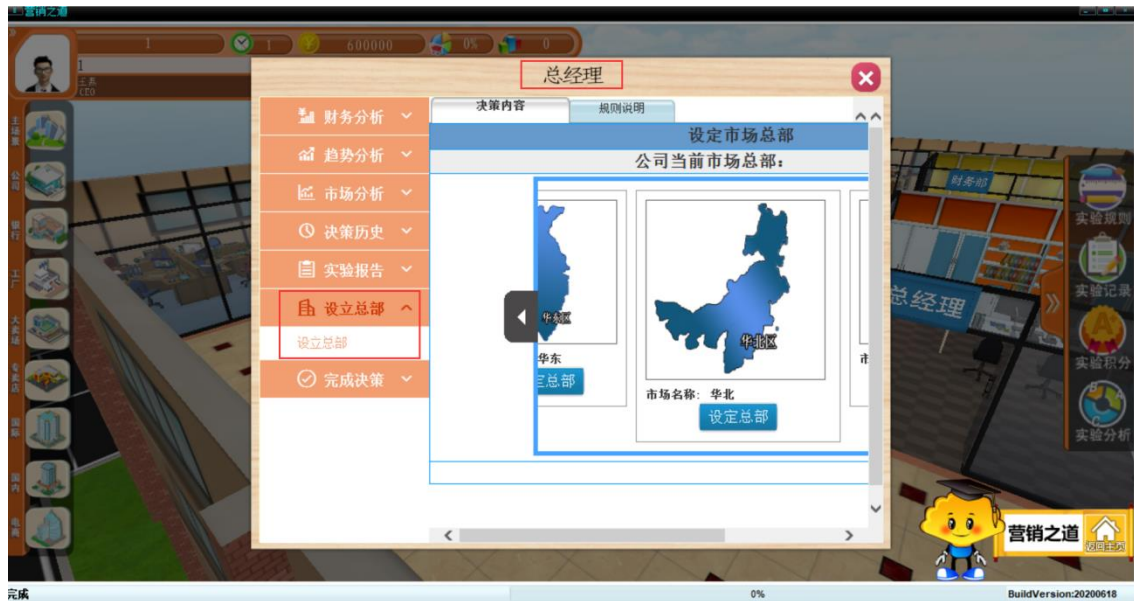 营销之道
1
1
600000
0%
0
1
CEO
总经理
财务分析
趋势分析
市场分析
决策历史
实验报告
设立总部
设立总部
完成决策
决策内容
规则说明
设定市场总部
公司当前市场总部:
华东区
华东
定总部
华北区
市场名称: 华北
设定总部
市
主场景
公司
银行
工厂
大卖场
专卖店
国际
国内
电商
财务部
总经理
实验规则
实验记录
实验积分
实验分析
营销之道
返回主页
完成
0%
BuildVersion:20200618